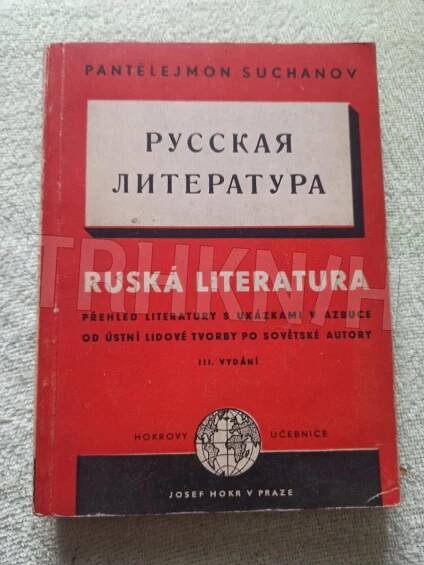 PANTĚLEJMON SUCHANOV
РУССКАЯ
ЛИТЕРАТУРА
RUSKÁ LITERATURA
PŘEHLED LITERATURY S UKÁZKAMI V AZBUCE
OD ÚSTNÍ LIDOVÉ TVORBY PO SOVĚTSKÉ AUTORY
III. VYDÁNÍ
HOKROVY UČEBNICE
JOSEF HOKR V PRAZE